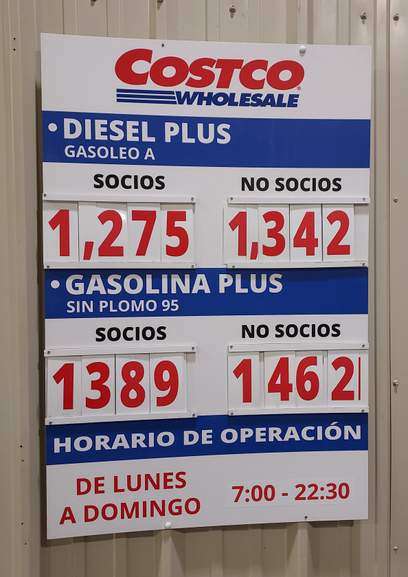 COSTCO
WHOLESALE
• DIESEL PLUS
GASOLEO A
SOCIOS NO SOCIOS
1,275 1,342
• GASOLINA PLUS
SIN PLOMO 95
SOCIOS NO SOCIOS
1389 1462
HORARIO DE OPERACIÓN
DE LUNES
A DOMINGO
7:00 - 22:30